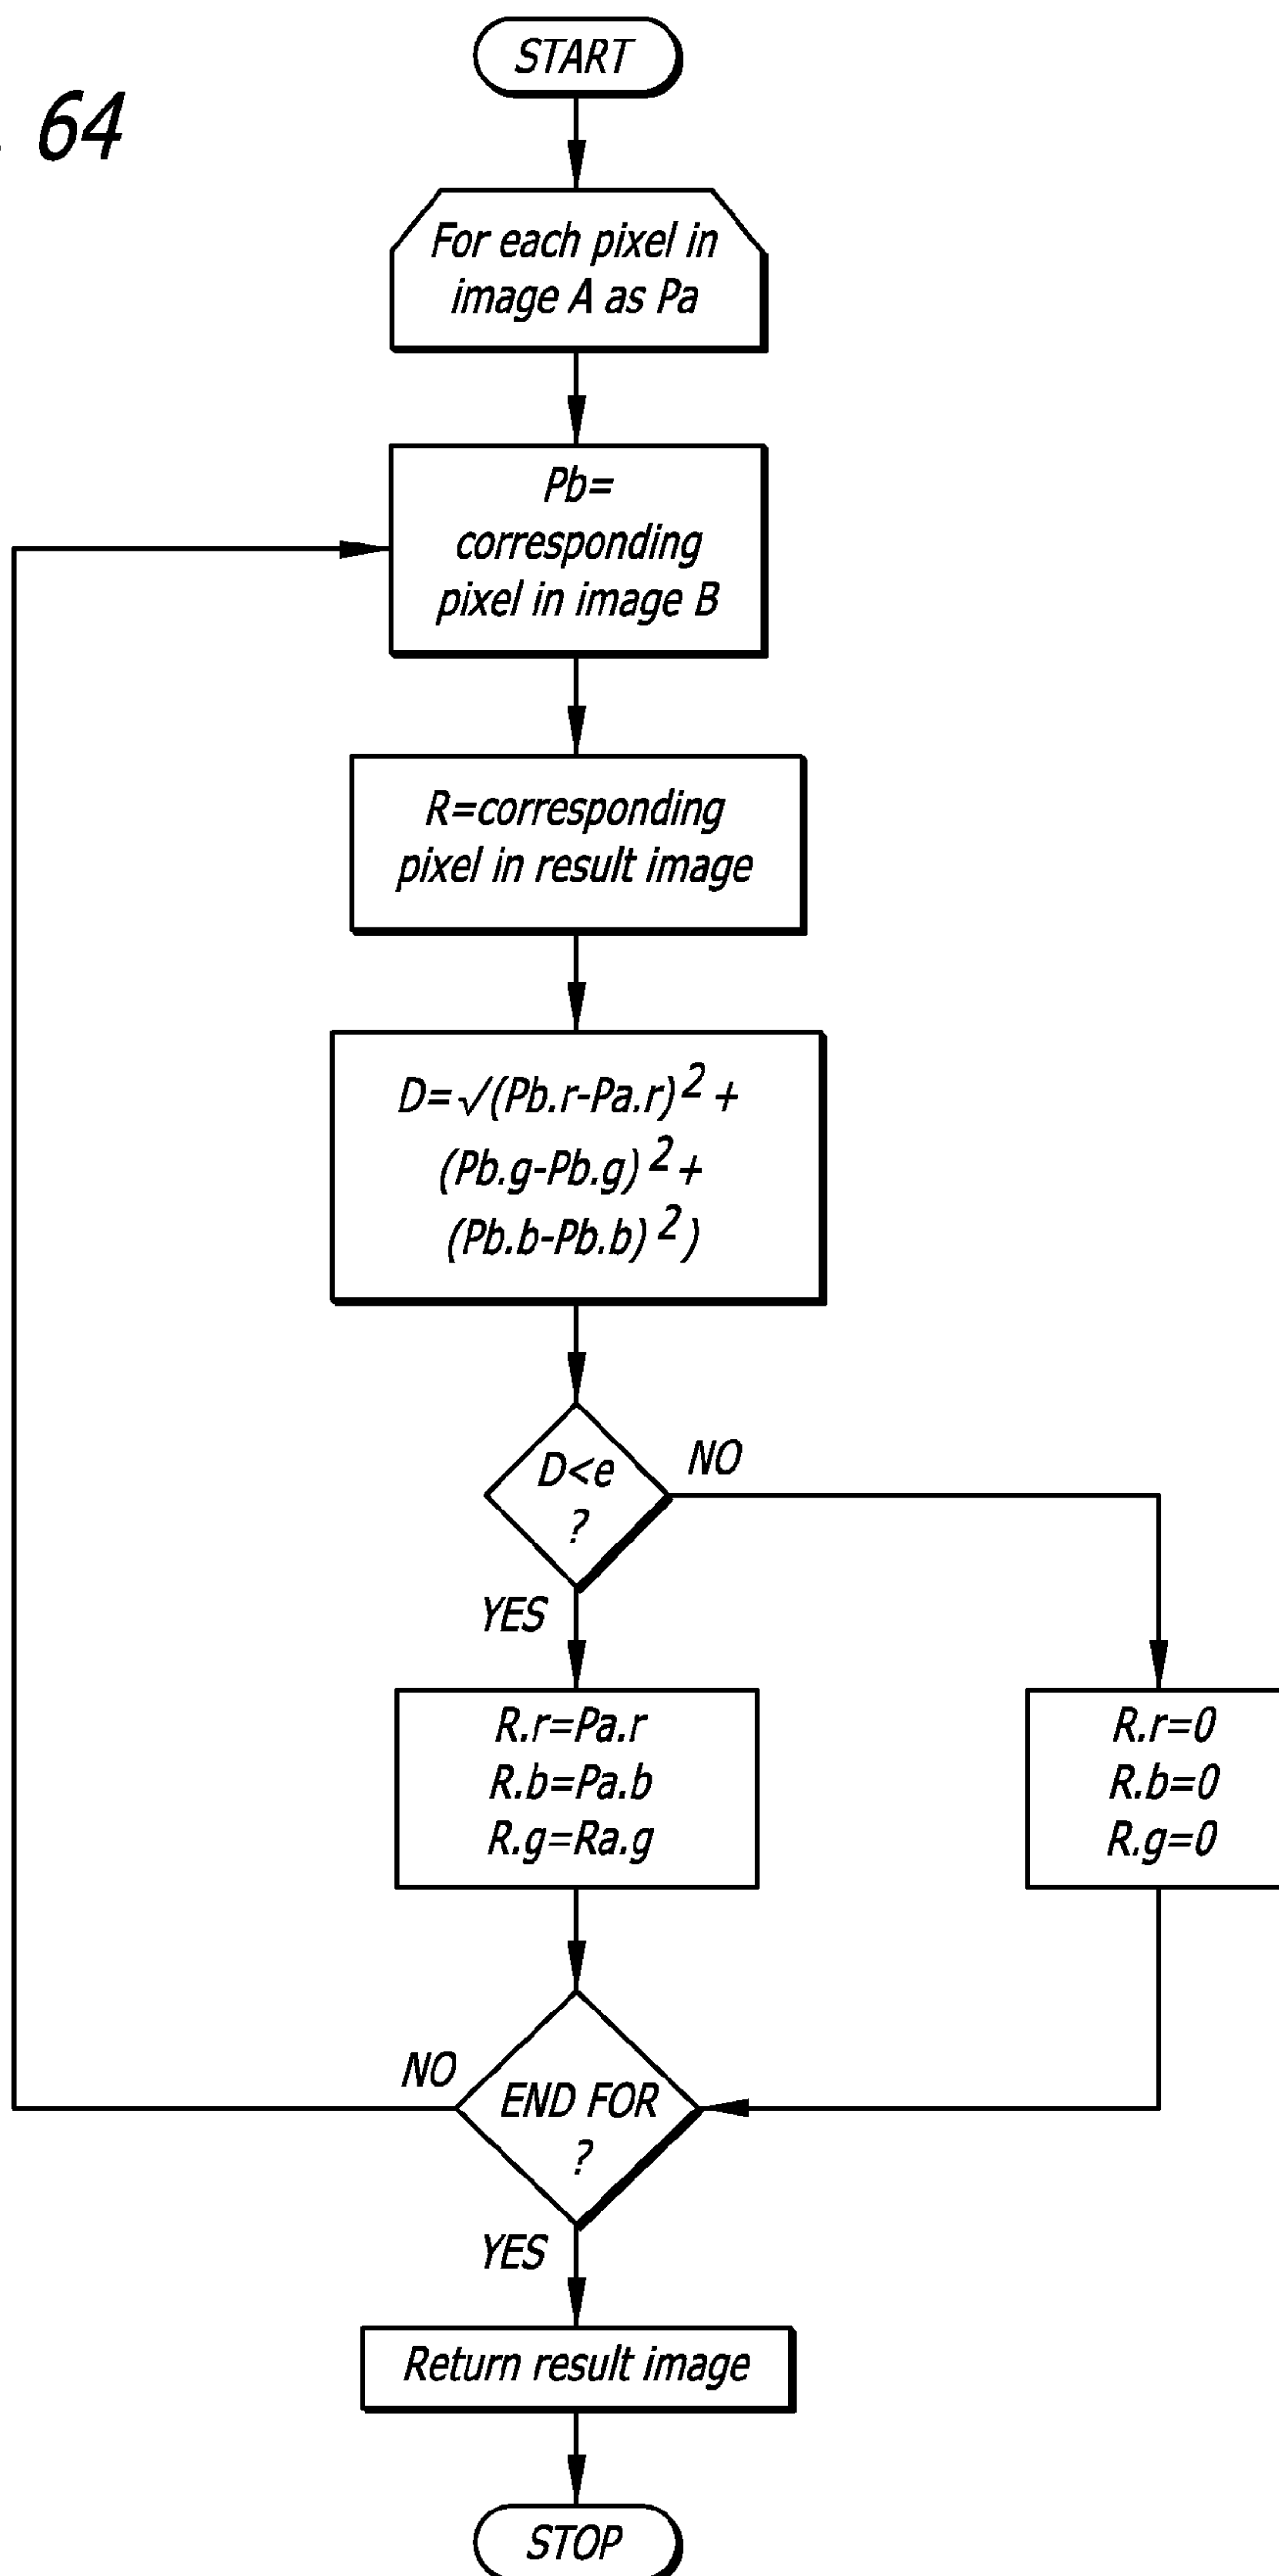 64
START
For each pixel in
image A as Pa
Pb=
corresponding
pixel in image B
R=corresponding
pixel in result image
D=√(Pb.r-Pa.r)² +
(Pb.g-Pb.g)²+
(Pb.b-Pb.b)²)
D<e
?
NO
YES
R.r=Pa.r
R.b=Pa.b
R.g=Ra.g
R.r=0
R.b=0
R.g=0
NO
END FOR
?
YES
Return result image
STOP